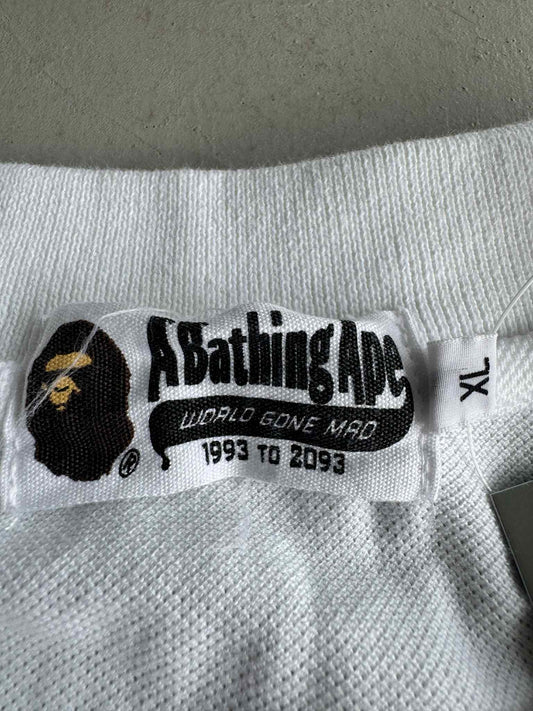 A Bathing Ape
WORLD GONE MAD
1993 TO 2093
®
XL